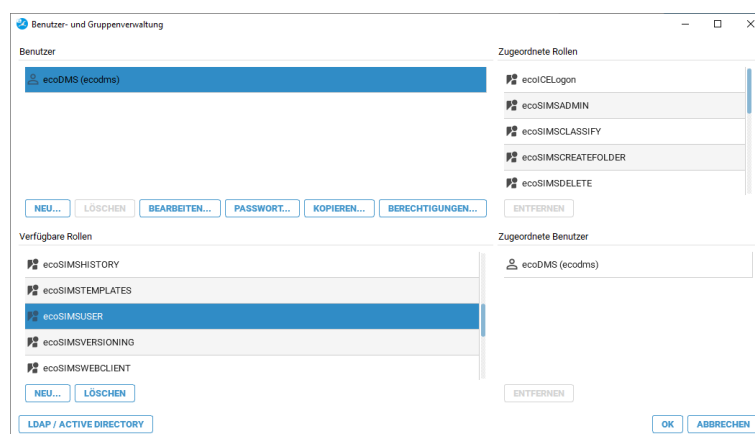 Benutzer- und Gruppenverwaltung
Benutzer
ecoDMS (ecodms)
NEU...
LÖSCHEN
BEARBEITEN...
PASSWORT...
KOPIEREN...
BERECHTIGUNGEN...
Zugeordnete Rollen
ecoICELogon
ecoSIMSADMIN
ecoSIMSCLASSIFY
ecoSIMSCREATEFOLDER
ecoSIMSDELETE
ENTFERNEN
Verfügbare Rollen
ecoSIMSHISTORY
ecoSIMSTEMPLATES
ecoSIMSUSER
ecoSIMSVERSIONING
ecoSIMSWEBCLIENT
NEU...
LÖSCHEN
Zugeordnete Benutzer
ecoDMS (ecodms)
ENTFERNEN
LDAP / ACTIVE DIRECTORY
OK
ABBRECHEN